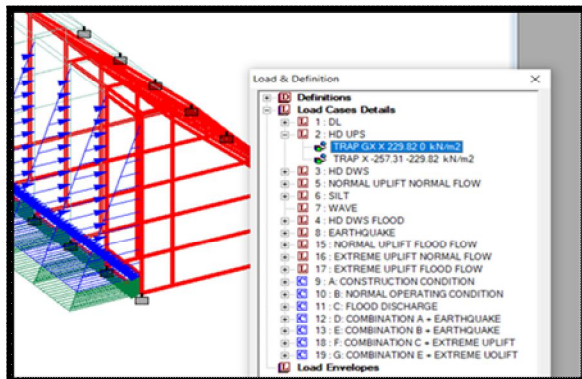 Load & Definition
Definitions
Load Cases Details
1 : DL
2 : HD UPS
TRAP GX X 229.82 0 kN/m2
TRAP X -257.31 -229.82 kN/m2
3 : HD DWS
5 : NORMAL UPLIFT NORMAL FLOW
6 : SILT
7 : WAVE
4 : HD DWS FLOOD
8 : EARTHQUAKE
15 : NORMAL UPLIFT FLOOD FLOW
16 : EXTREME UPLIFT NORMAL FLOW
17 : EXTREME UPLIFT FLOOD FLOW
9 : A: CONSTRUCTION CONDITION
10 : B: NORMAL OPERATING CONDITION
11 : C: FLOOD DISCHARGE
12 : D: COMBINATION A + EARTHQUAKE
13 : E: COMBINATION B + EARTHQUAKE
18 : F: COMBINATION C + EXTREME UPLIFT
19 : G: COMBINATION E + EXTREME UOLIFT
Load Envelopes